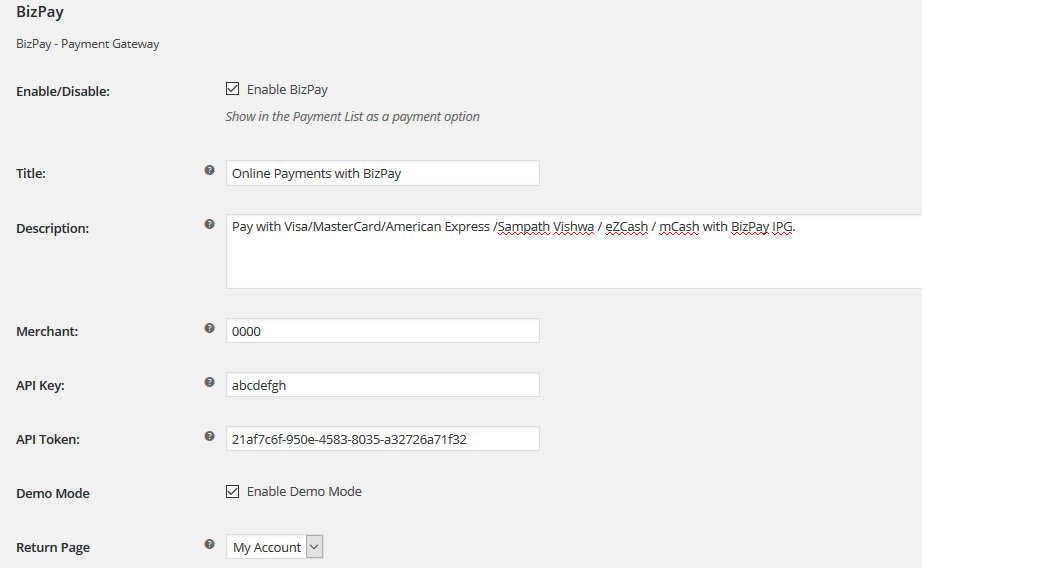 BizPay
BizPay - Payment Gateway
Enable/Disable:
Enable BizPay
Show in the Payment List as a payment option
Title:
Online Payments with BizPay
Description:
Pay with Visa/MasterCard/American Express /Sampath Vishwa / eZCash / mCash with BizPay IPG.
Merchant:
0000
API Key:
abcdefgh
API Token:
21af7c6f-950e-4583-8035-a32726a71f32
Demo Mode
Enable Demo Mode
Return Page
My Account